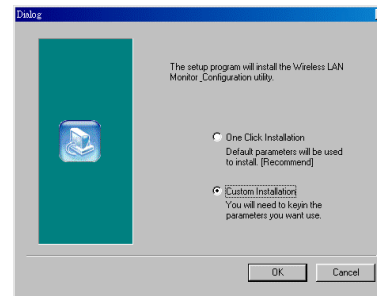 Dialog
The setup program will install the Wireless LAN
Monitor_Configuration utility.
One Click Installation
Default parameters will be used
to install. [Recommend]
Custom Installation
You will need to keyin the
parameters you want use.
OK
Cancel